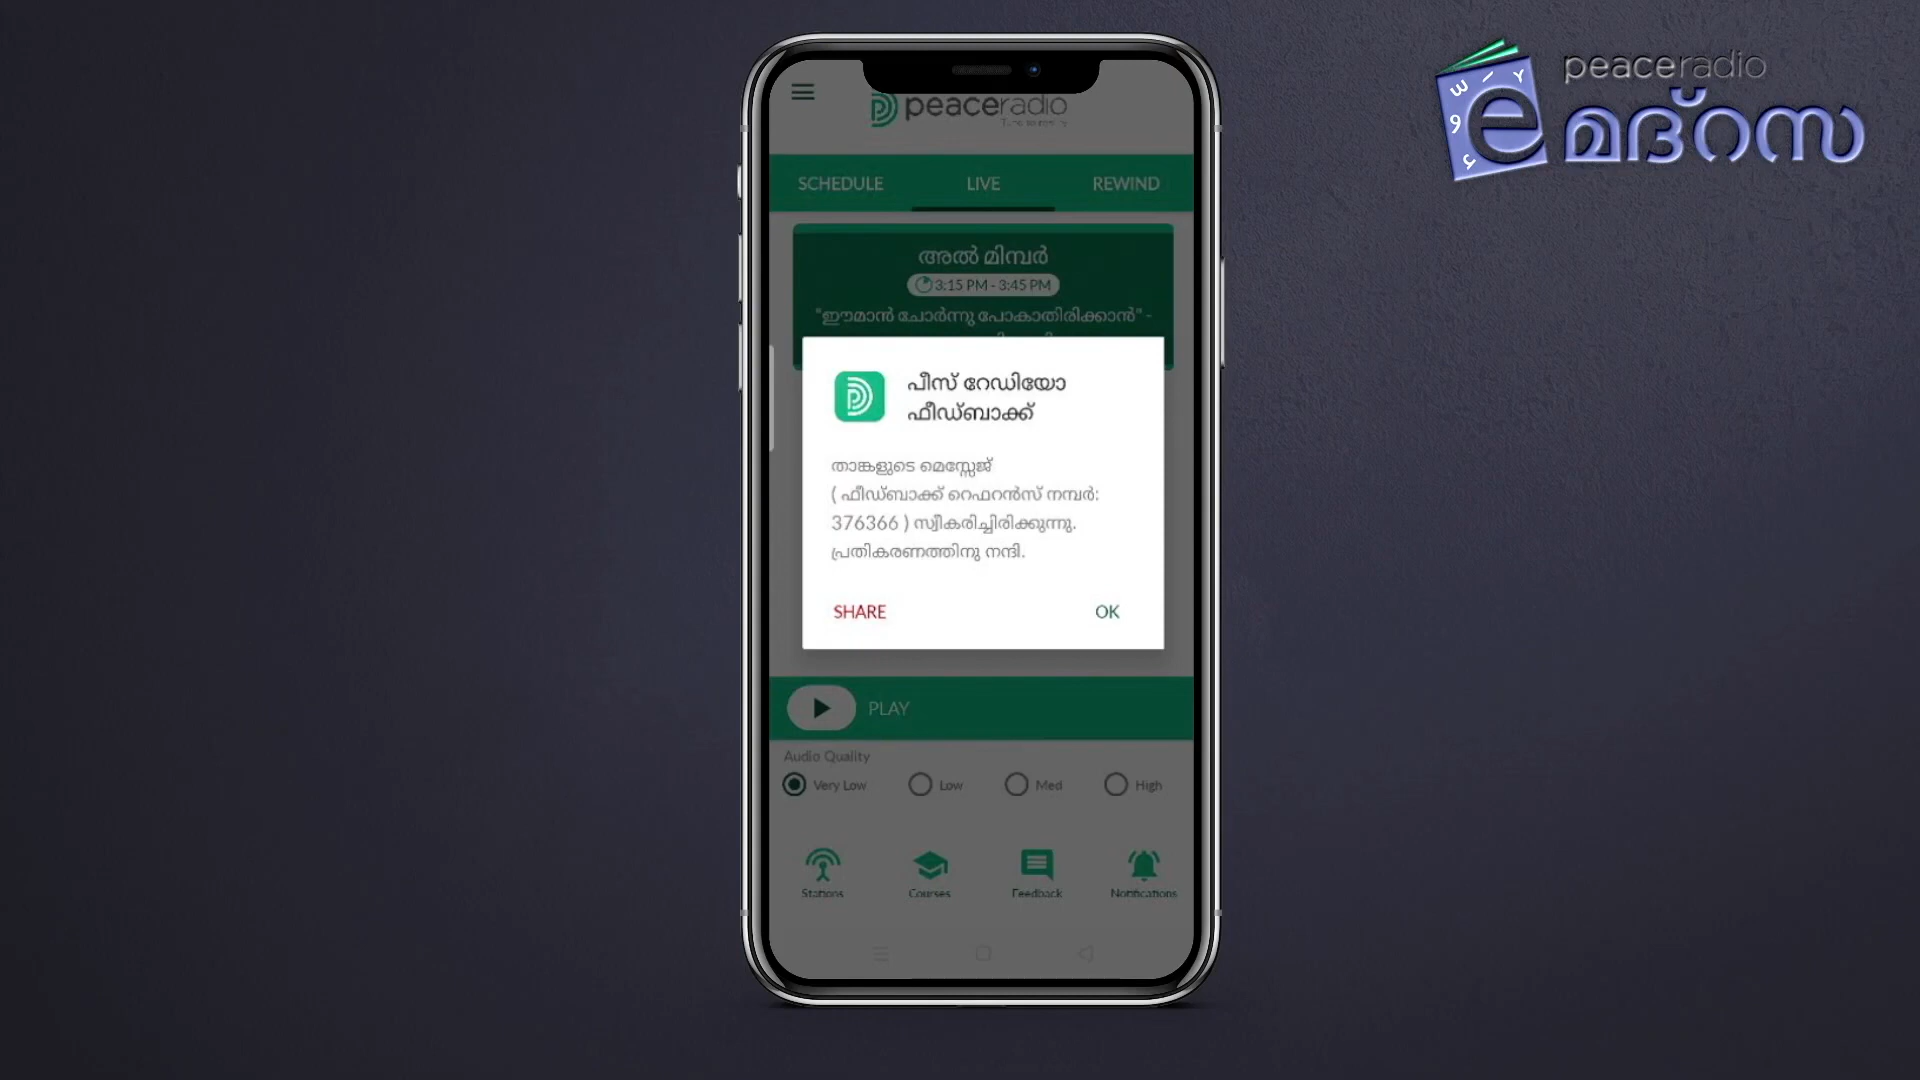 peaceradio
e മദ്റസ
peaceradio
SCHEDULE LIVE REWIND
അൽ മിമ്പർ
3:15 PM - 3:45 PM
"ഈമാൻ ചോർന്നു പോകാതിരിക്കാൻ" -
പീസ് റേഡിയോ
ഫീഡ്ബാക്ക്
താങ്കളുടെ മെസ്സേജ്
( ഫീഡ്ബാക്ക് റെഫറൻസ് നമ്പർ:
376366 ) സ്വീകരിച്ചിരിക്കുന്നു.
പ്രതികരണത്തിനു നന്ദി.
SHARE OK
PLAY
Audio Quality
Very Low Low Med High
Stations Courses Feedback Notifications